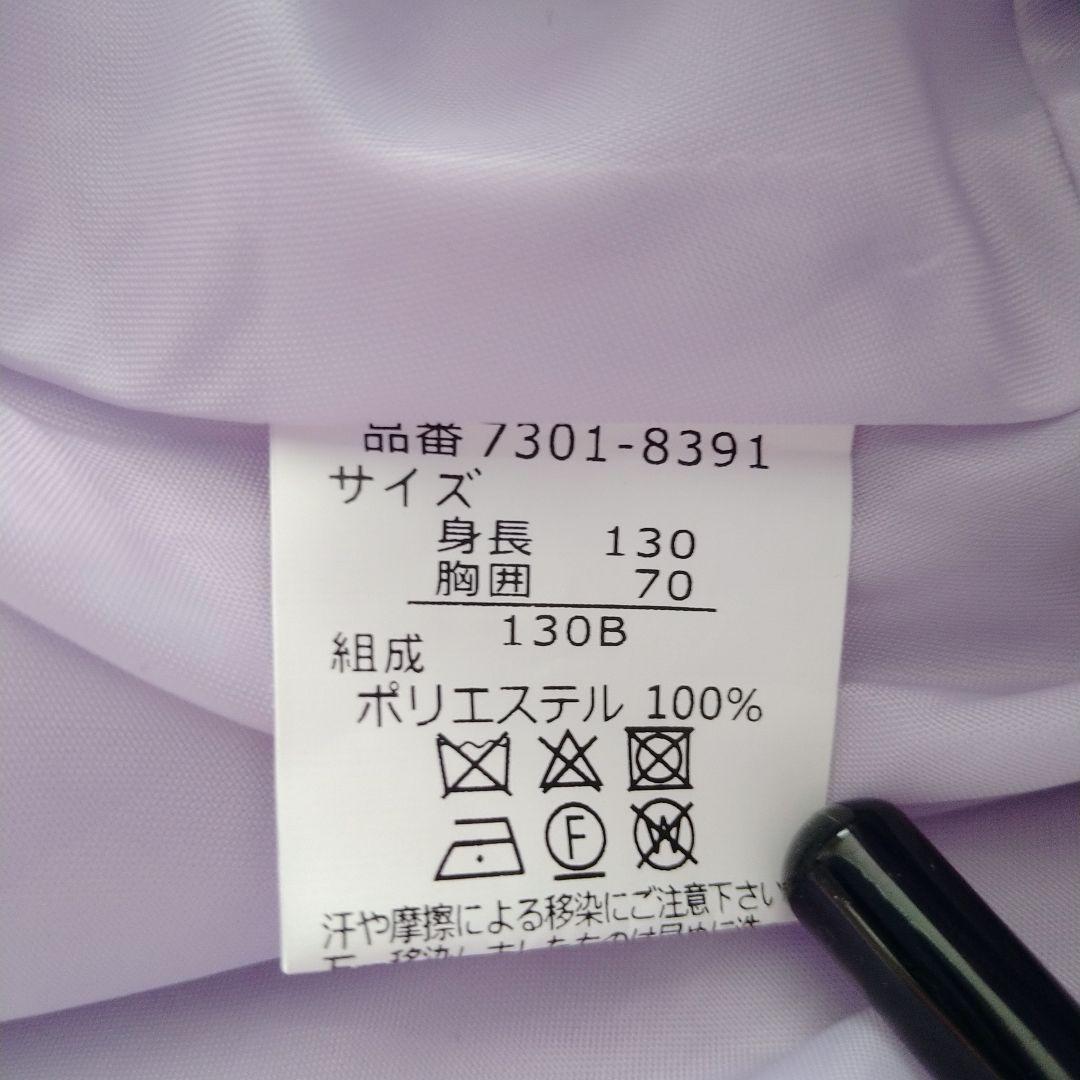 品番 7301-8391
サイズ
身長 130
胸囲 70
130B
組成
ポリエステル 100%
F
W
汗や摩擦による移染にご注意下さい